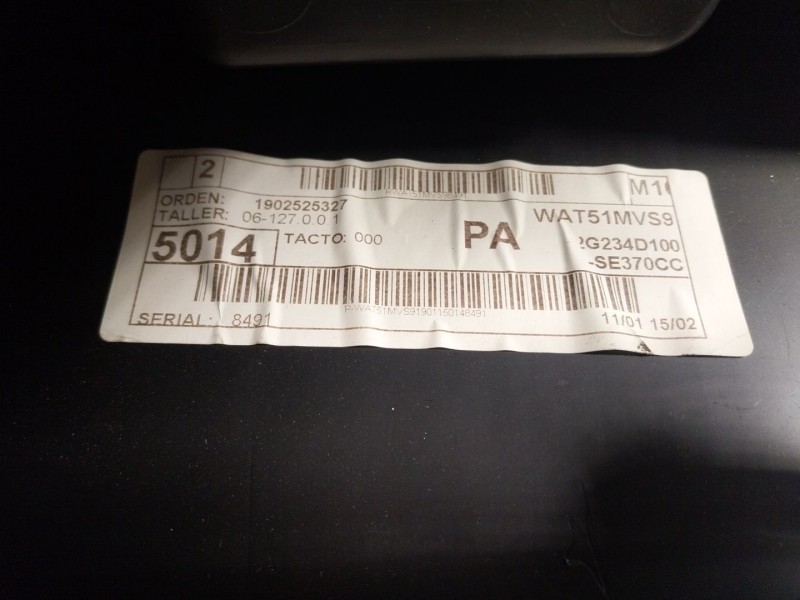 2
M1
ORDEN: 1902525327
TALLER: 06-127.0.0 1
WAT51MVS9
5014
TACTO: 000
PA
2G234D100
-SE370CC
PWAT51MVS91901150148491
SERIAL: 8491
11/01 15/02